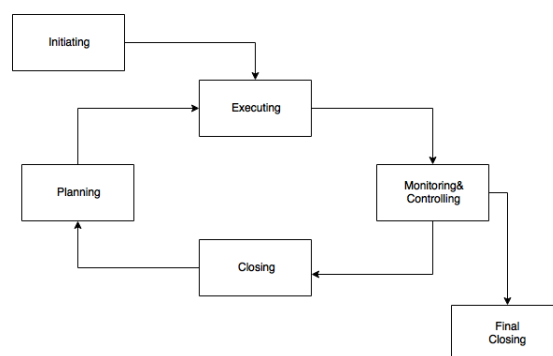 Initiating
Executing
Planning
Monitoring&
Controlling
Closing
Final
Closing